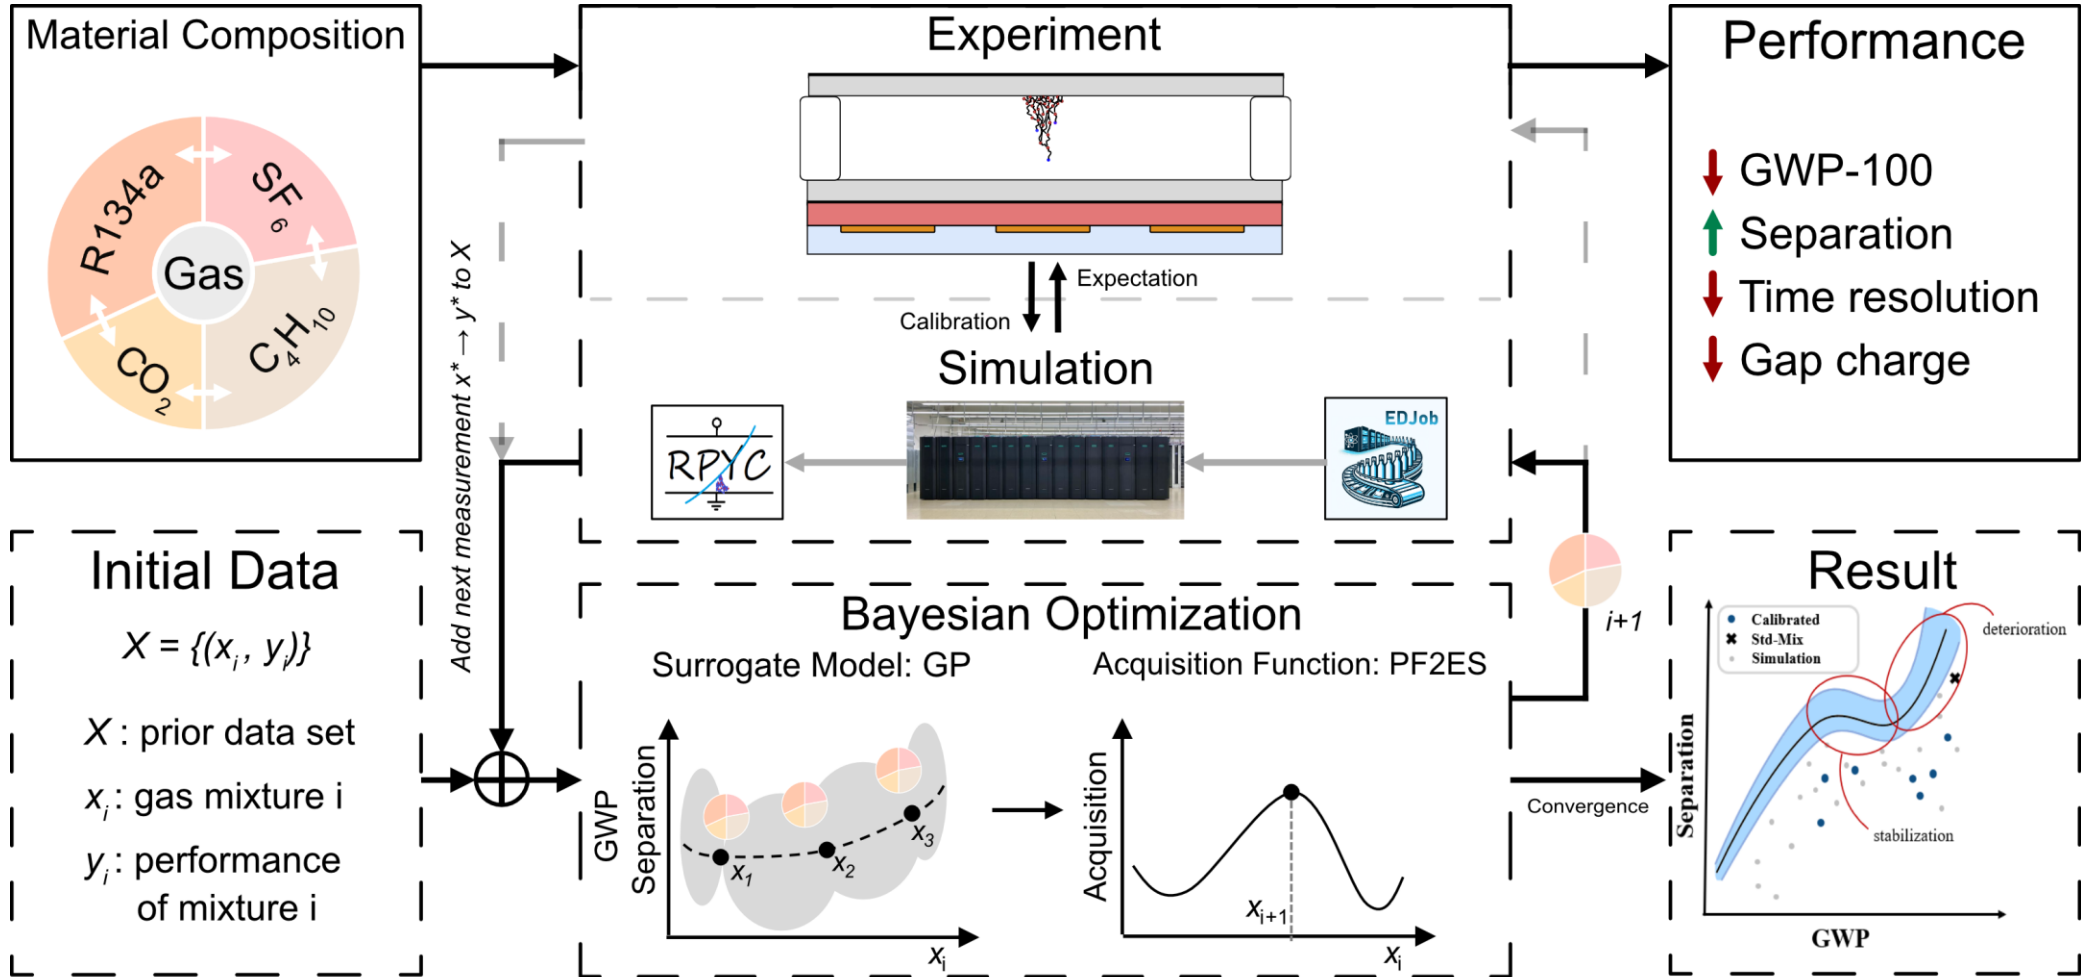 Material Composition
R134a
SF6
Gas
CO2
C4H10
Experiment
Expectation
Calibration
Simulation
RPYC
EDJob
Performance
GWP-100
Separation
Time resolution
Gap charge
Add next measurement x* → y* to X
Initial Data
X = {(xi, yi)}
X : prior data set
xi : gas mixture i
yi : performance
of mixture i
Bayesian Optimization
Surrogate Model: GP
GWP
Separation
x1
x2
x3
xi
Acquisition Function: PF2ES
Acquisition
xi+1
xi
i+1
Convergence
Result
Calibrated
Std-Mix
Simulation
deterioration
stabilization
Separation
GWP